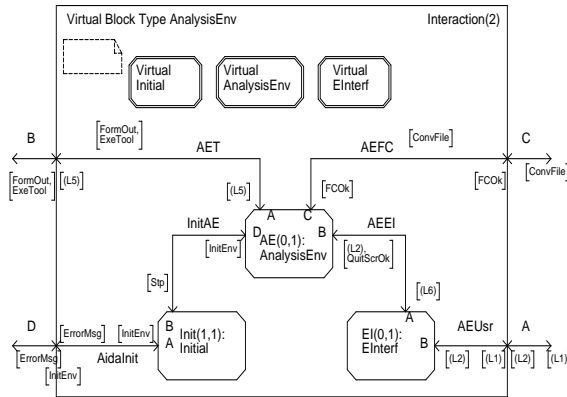 Virtual Block Type AnalysisEnv
Interaction(2)
Virtual
Initial
Virtual
AnalysisEnv
Virtual
EInterf
B
[FormOut,
ExeTool]
AET
[ConvFile]
AEFC
C
[FormOut,
ExeTool]
[(L5)]
[(L5)]
[FCOk]
[FCOk]
[ConvFile]
A
C
InitAE
D
AE(0,1):
AnalysisEnv
B
AEEI
[InitEnv]
[(L2),
QuitScrOk]
[Stp]
[(L6)]
D
[ErrorMsg]
[InitEnv]
B
A
Init(1,1):
Initial
A
EI(0,1):
EInterf
B
AEUsr
A
[ErrorMsg]
[InitEnv]
AidaInit
[(L2)]
[(L1)]
[(L2)]
[(L1)]